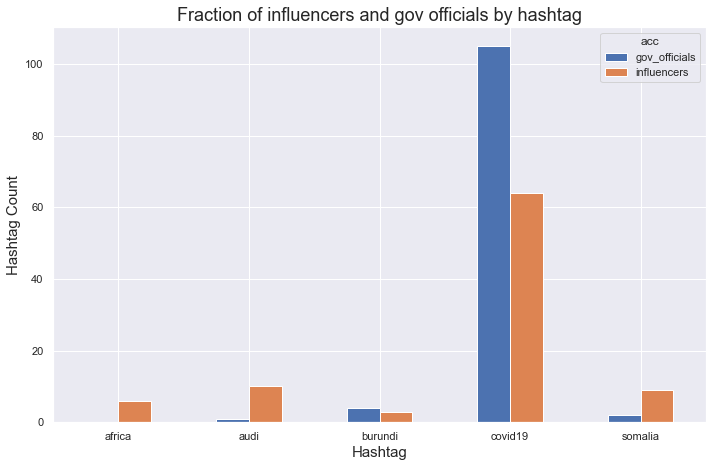 Fraction of influencers and gov officials by hashtag
acc
gov_officials
influencers
Hashtag Count
100
80
60
40
20
0
africa
audi
burundi
covid19
somalia
Hashtag